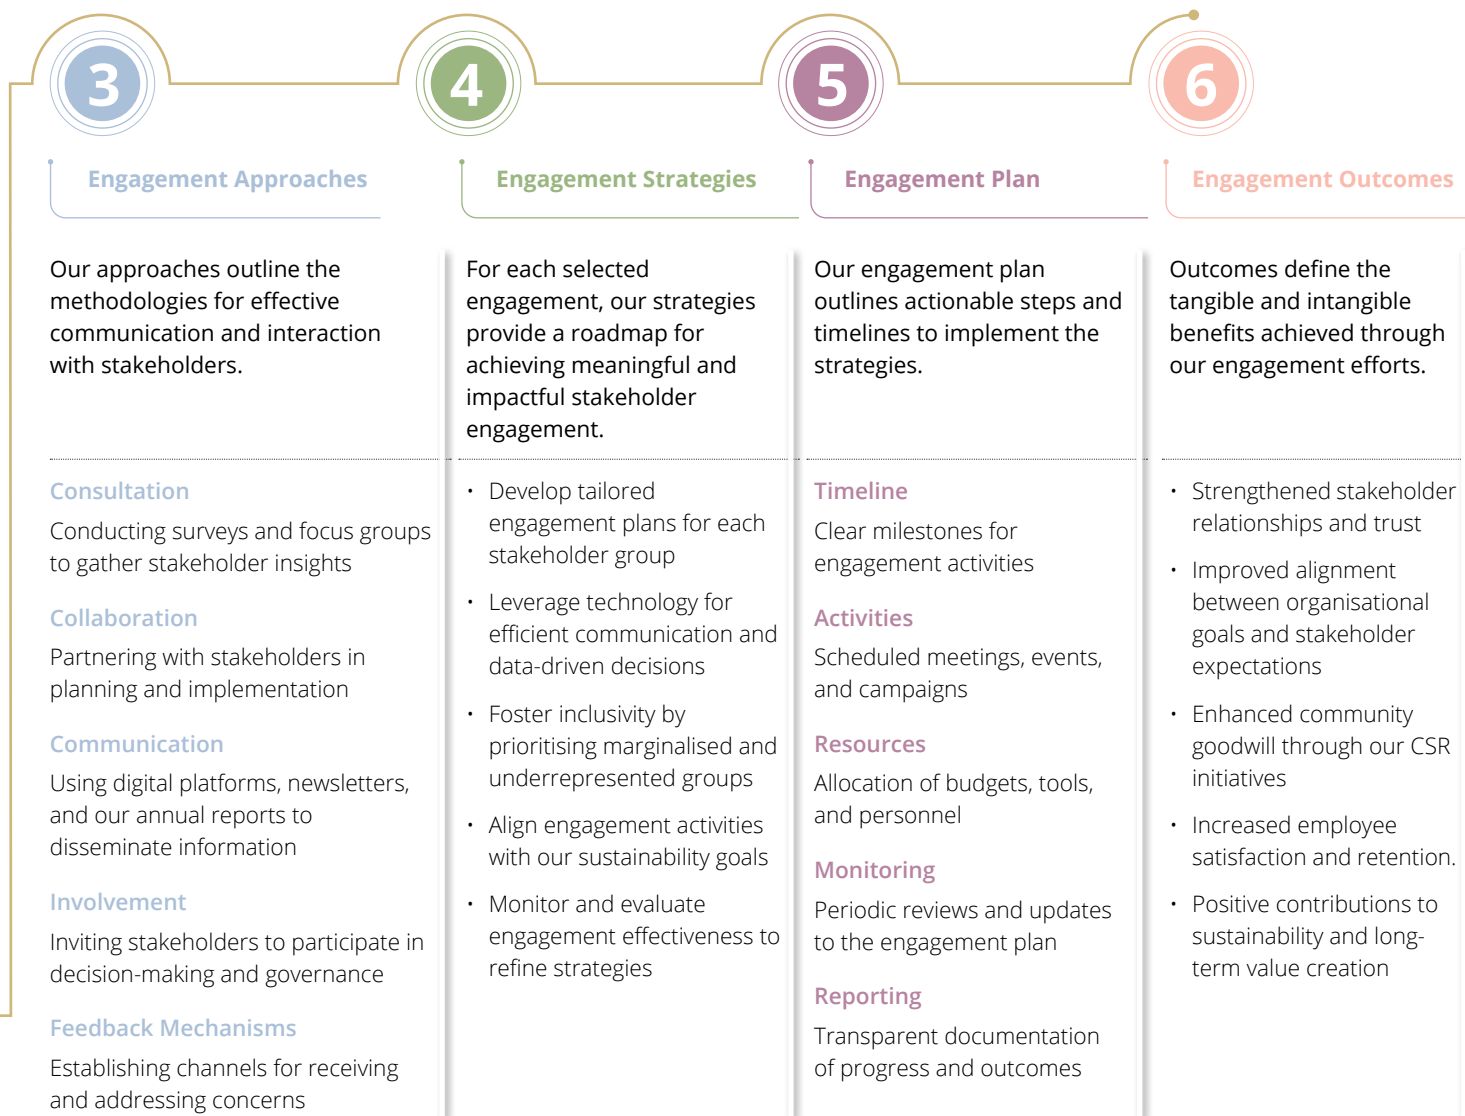 3
Engagement Approaches
Our approaches outline the
methodologies for effective
communication and interaction
with stakeholders.
Consultation
Conducting surveys and focus groups
to gather stakeholder insights
Collaboration
Partnering with stakeholders in
planning and implementation
Communication
Using digital platforms, newsletters,
and our annual reports to
disseminate information
Involvement
Inviting stakeholders to participate in
decision-making and governance
Feedback Mechanisms
Establishing channels for receiving
and addressing concerns
4
Engagement Strategies
For each selected
engagement, our strategies
provide a roadmap for
achieving meaningful and
impactful stakeholder
engagement.
• Develop tailored
engagement plans for each
stakeholder group
• Leverage technology for
efficient communication and
data-driven decisions
• Foster inclusivity by
prioritising marginalised and
underrepresented groups
• Align engagement activities
with our sustainability goals
• Monitor and evaluate
engagement effectiveness to
refine strategies
5
Engagement Plan
Our engagement plan
outlines actionable steps and
timelines to implement the
strategies.
Timeline
Clear milestones for
engagement activities
Activities
Scheduled meetings, events,
and campaigns
Resources
Allocation of budgets, tools,
and personnel
Monitoring
Periodic reviews and updates
to the engagement plan
Reporting
Transparent documentation
of progress and outcomes
6
Engagement Outcomes
Outcomes define the
tangible and intangible
benefits achieved through
our engagement efforts.
• Strengthened stakeholder
relationships and trust
• Improved alignment
between organisational
goals and stakeholder
expectations
• Enhanced community
goodwill through our CSR
initiatives
• Increased employee
satisfaction and retention.
• Positive contributions to
sustainability and long-
term value creation